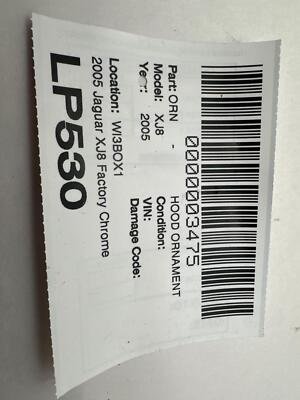 0000003475
Part: ORN - HOOD ORNAMENT
Model: XJ8 Condition:
Year: 2005 VIN:
Damage Code:
Location: WI3BOX1
2005 Jaguar XJ8 Factory Chrome
LP530